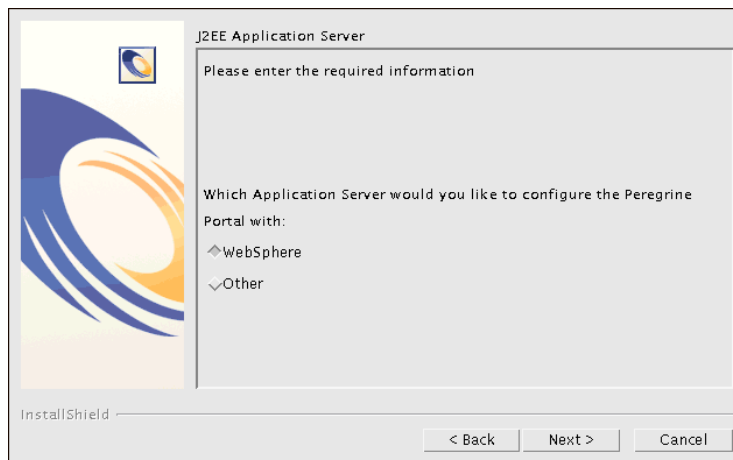 J2EE Application Server
Please enter the required information
Which Application Server would you like to configure the Peregrine
Portal with:
WebSphere
Other
InstallShield
< Back
Next >
Cancel